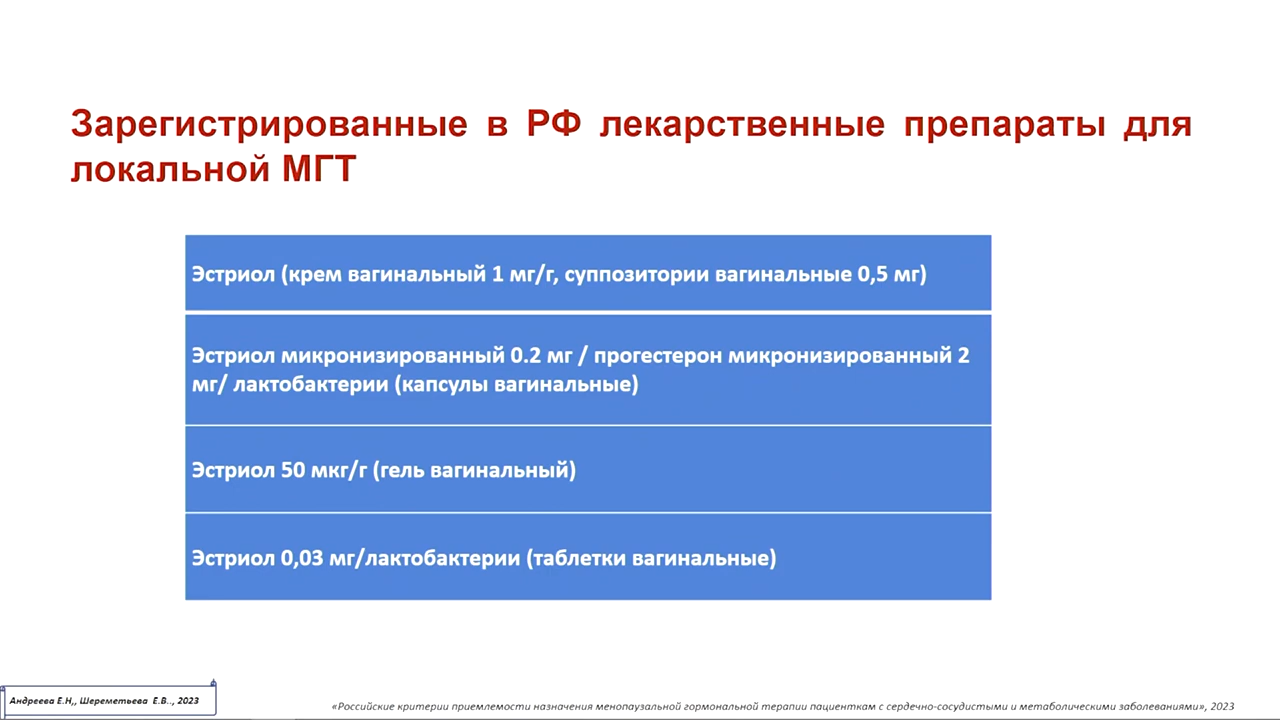 Зарегистрированные в РФ лекарственные препараты для
локальной МГТ
Эстриол (крем вагинальный 1 мг/г, суппозитории вагинальные 0,5 мг)
Эстриол микронизированный 0.2 мг / прогестерон микронизированный 2
мг/ лактобактерии (капсулы вагинальные)
Эстриол 50 мкг/г (гель вагинальный)
Эстриол 0,03 мг/лактобактерии (таблетки вагинальные)
Андреева Е.Н,, Шереметьева Е.В.., 2023
«Российские критерии приемлемости назначения менопаузальной гормональной терапии пациенткам с сердечно-сосудистыми и метаболическими заболеваниями», 2023